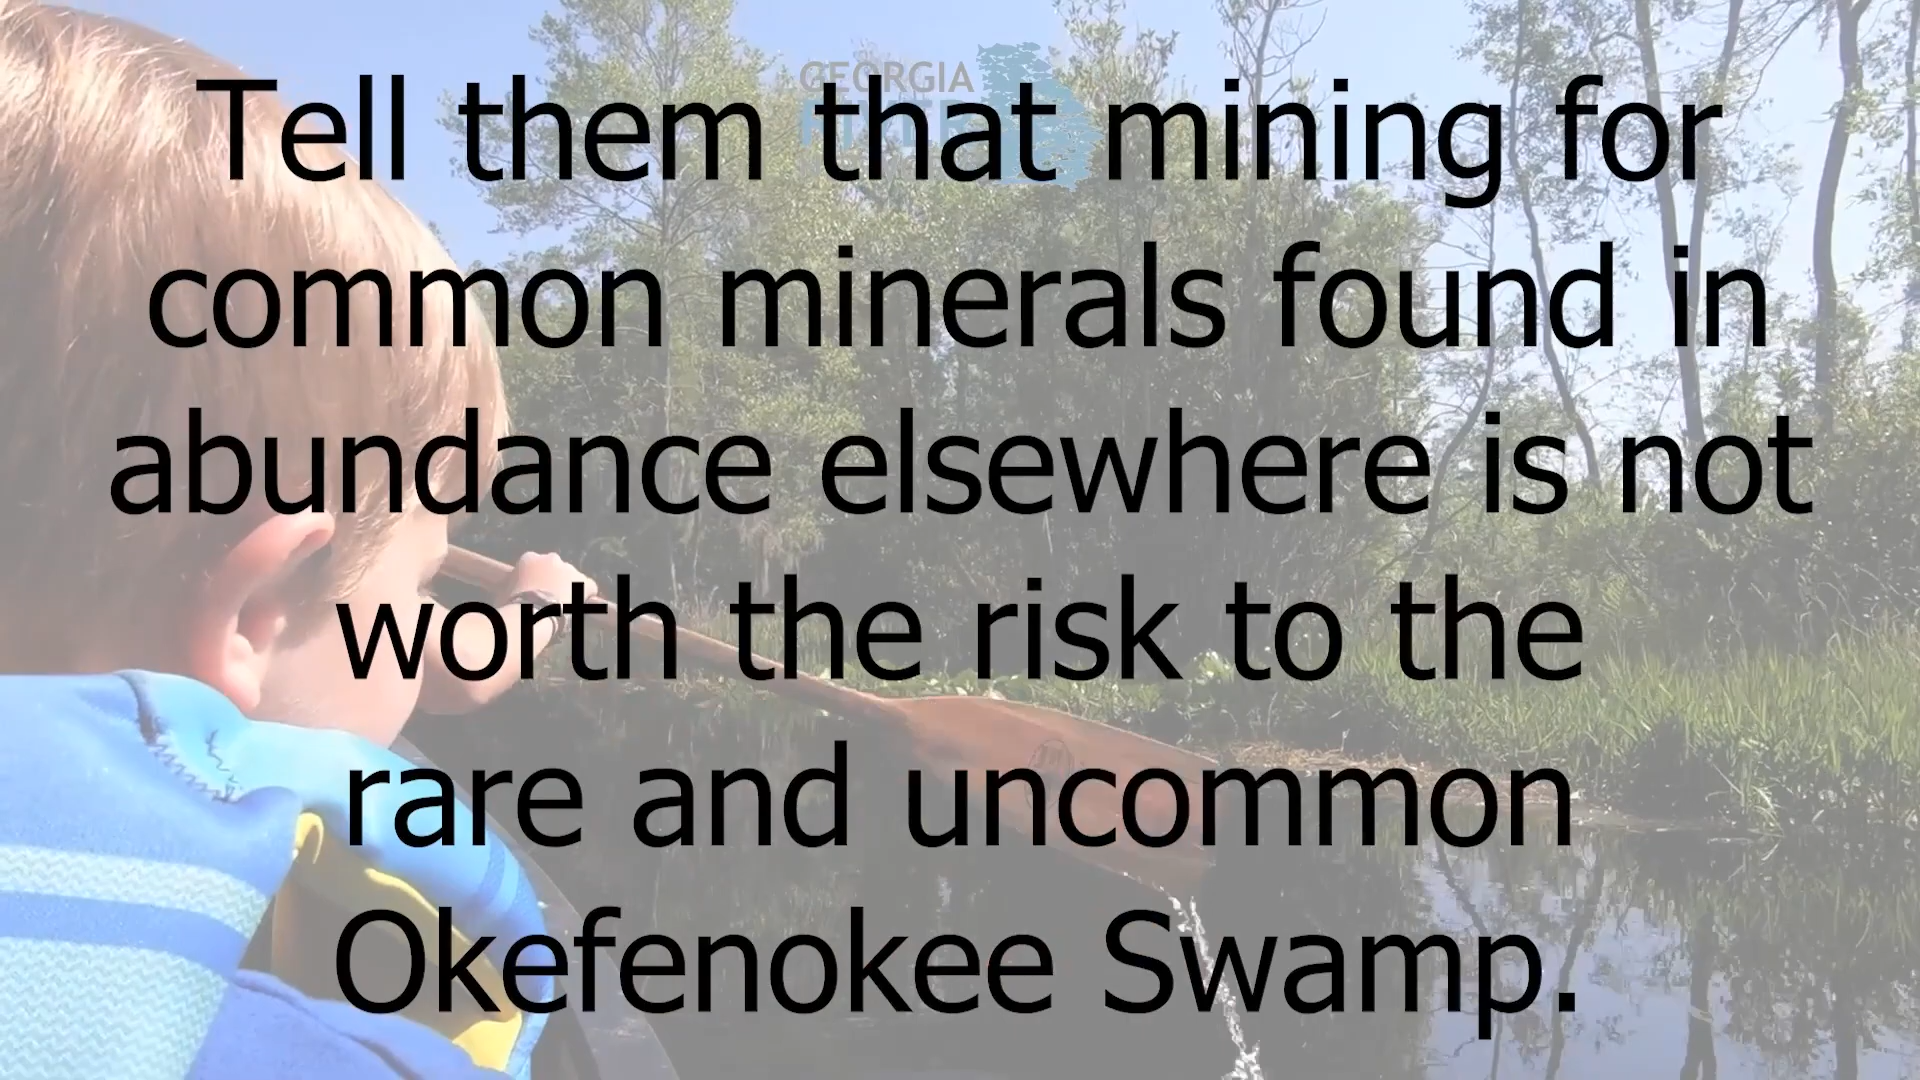 GEORGIA
Tell them that mining for
common minerals found in
abundance elsewhere is not
worth the risk to the
rare and uncommon
Okefenokee Swamp.